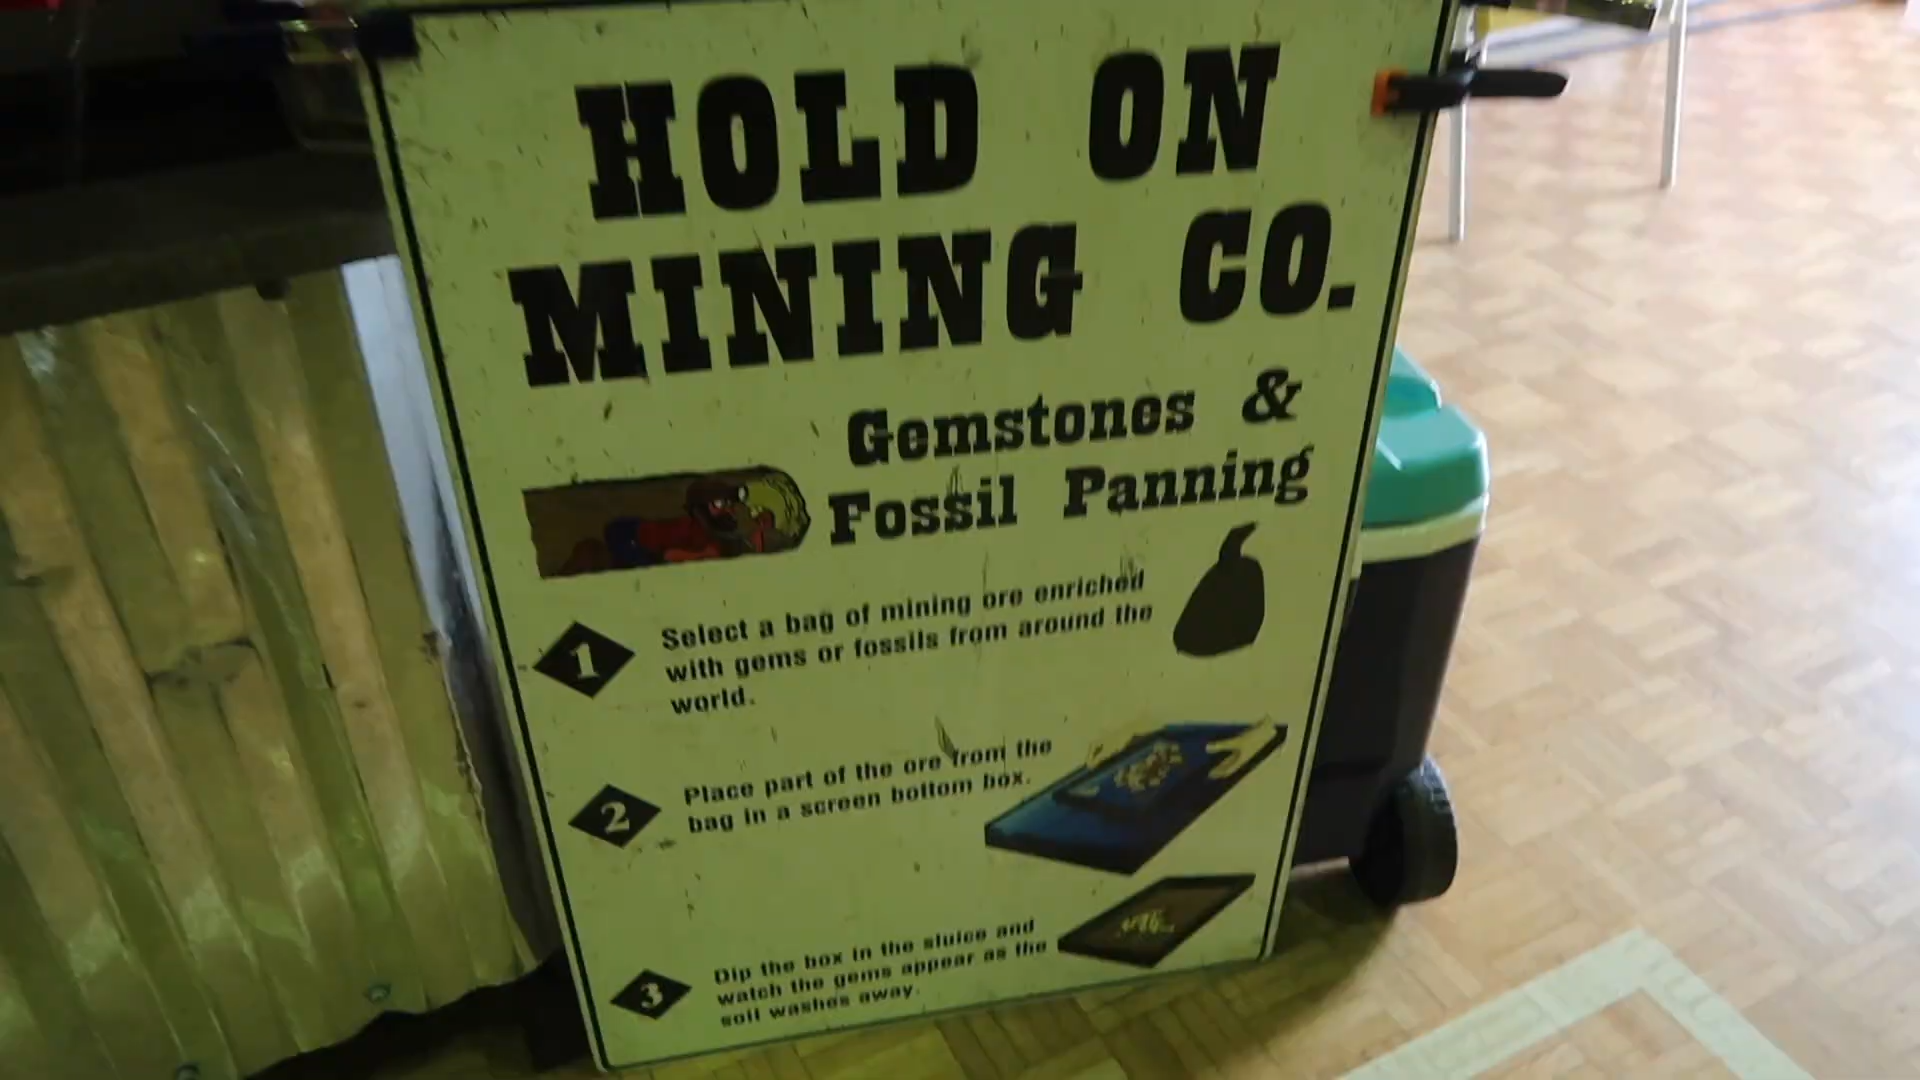 HOLD ON
MINING CO.
Gemstones &
Fossil Panning
1
Select a bag of mining ore enriched
with gems or fossils from around the
world.
2
Place part of the ore from the
bag in a screen bottom box.
3
Dip the box in the sluice and
watch the gems appear as the
soil washes away.